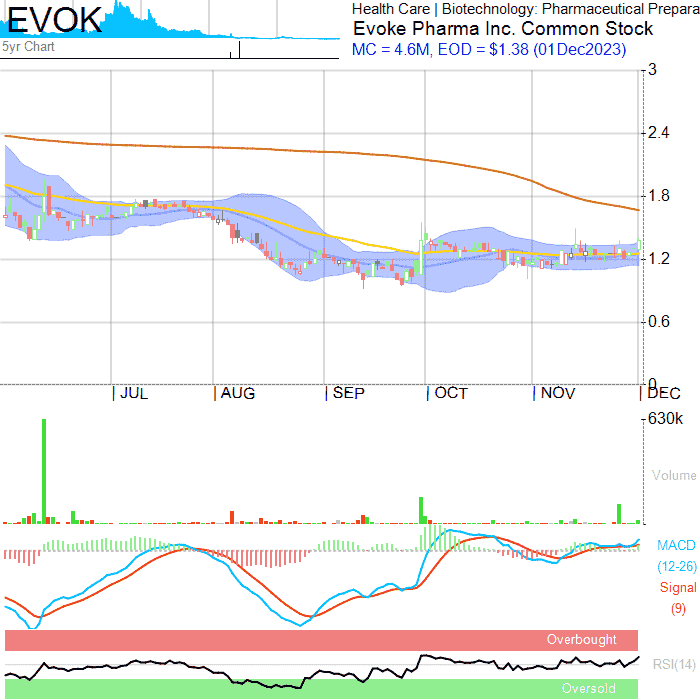 EVOK
5yr Chart
Health Care | Biotechnology: Pharmaceutical Prepara
Evoke Pharma Inc. Common Stock
MC = 4.6M, EOD = $1.38 (01Dec2023)
3
2.4
1.8
1.2
0.6
0
JUL AUG SEP OCT NOV DEC
630k
Volume
MACD
(12-26)
Signal
(9)
Overbought
RSI(14)
Oversold